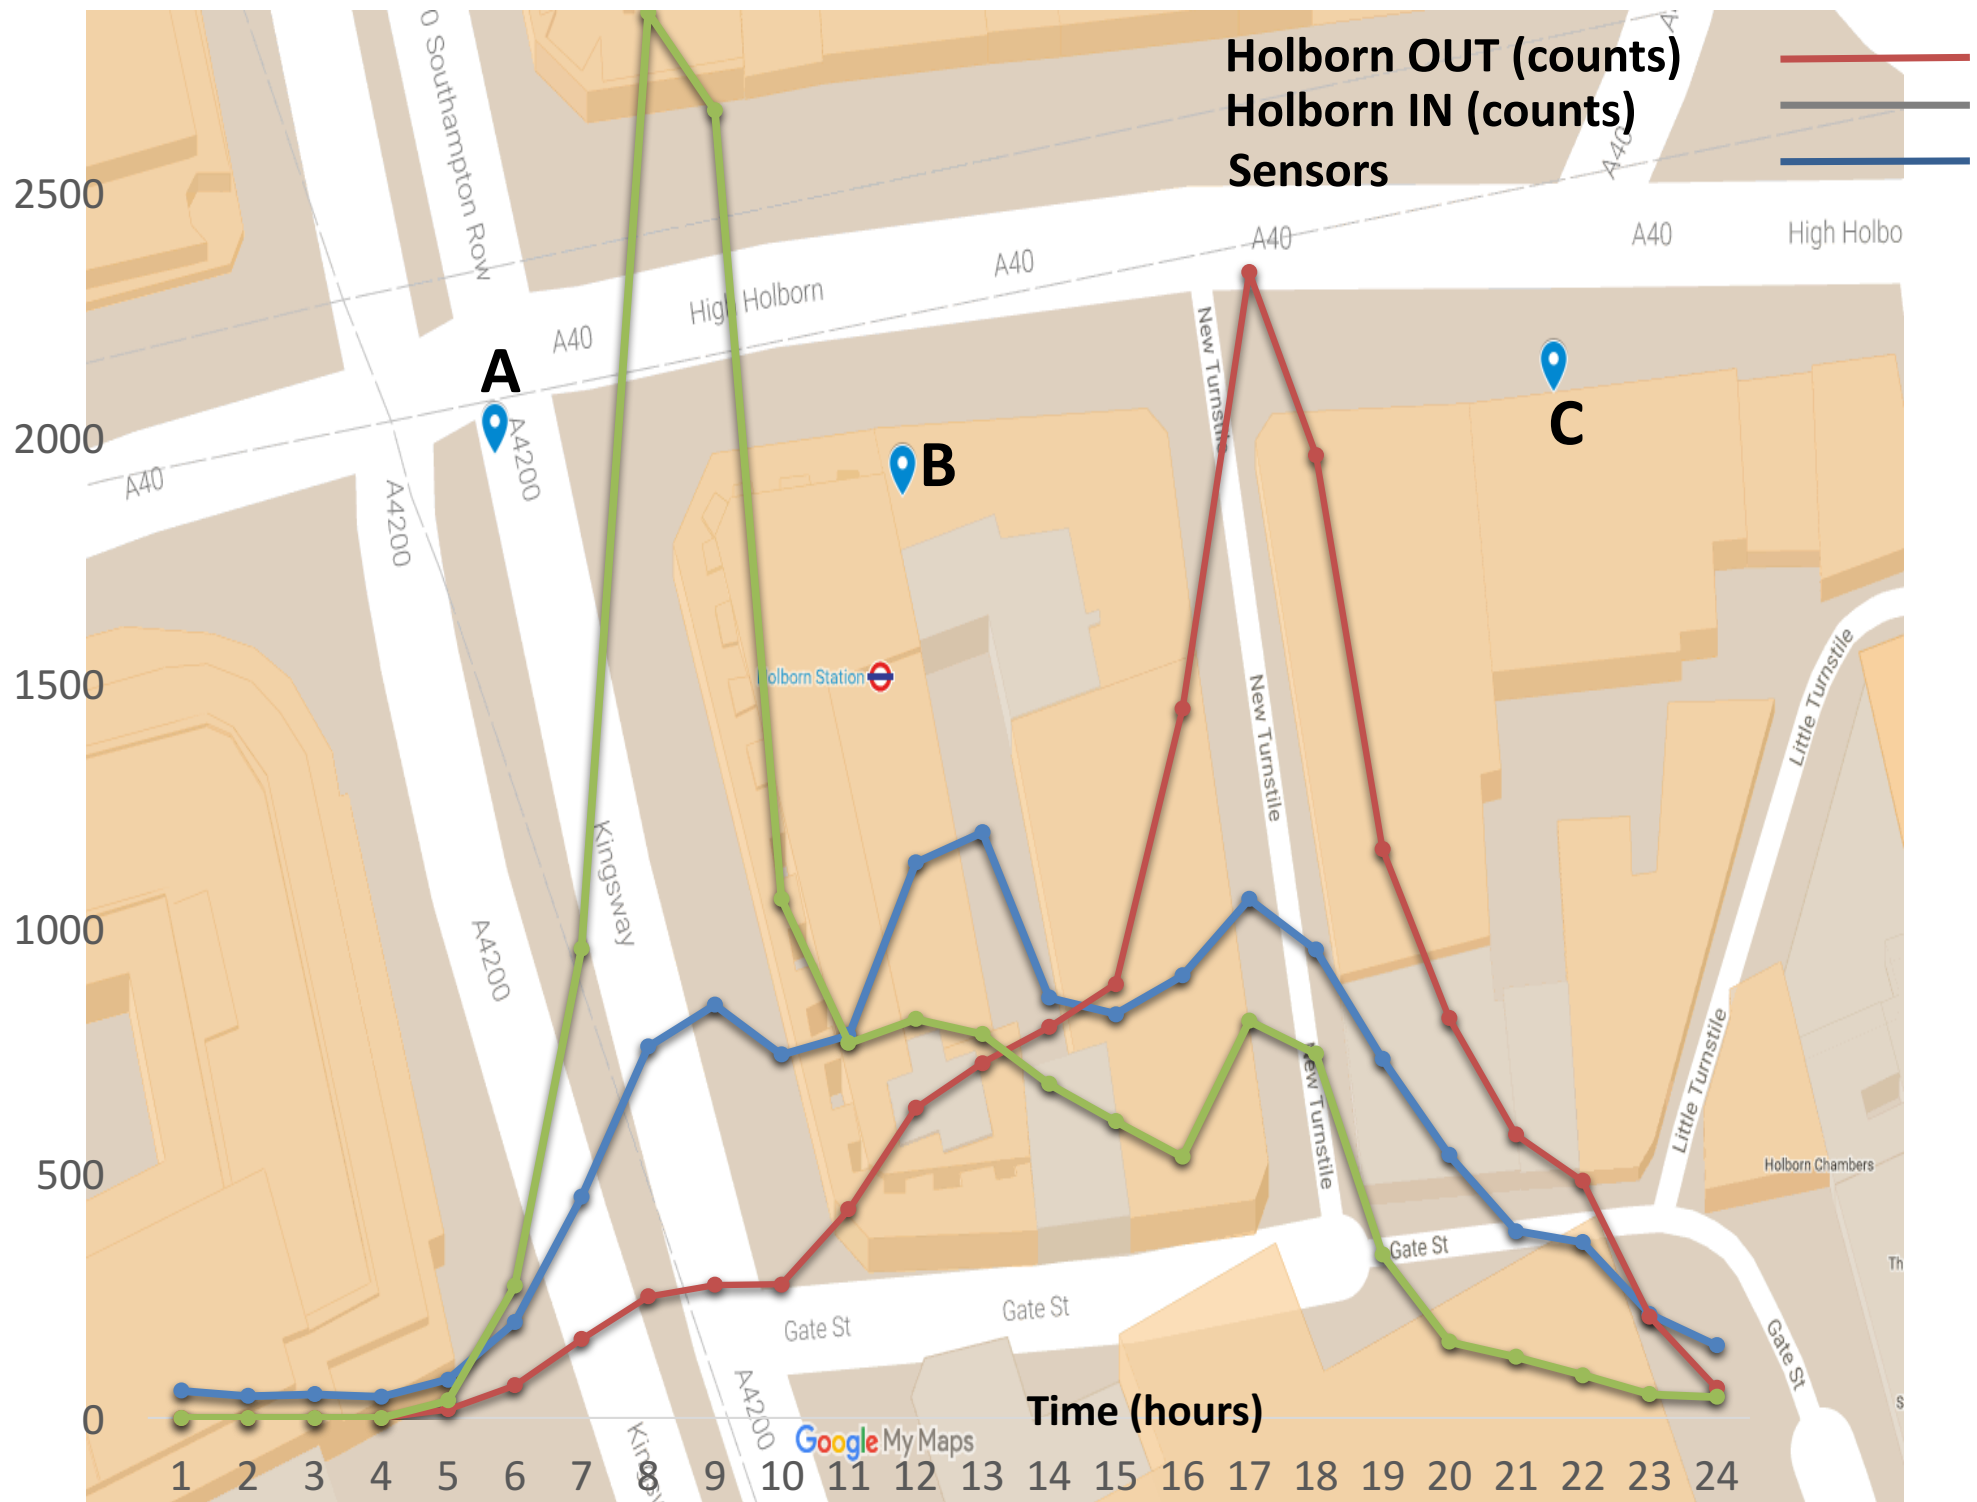 Holborn OUT (counts)
Holborn IN (counts)
Sensors
0 Southampton Row
A40
2500
A40
A40
A40
High Holbo
High Holborn
A40
A
2000
A4200
B
C
New Turnstile
A40
A4200
1500
Holborn Station
New Turnstile
Little Turnstile
Kingsway
1000
A4200
New Turnstile
Little Turnstile
500
Holborn Chambers
Gate St
Th
Gate St
Gate St
Gate St
A4200
0
Time (hours)
Google My Maps
Kingsw
S
1 2 3 4 5 6 7 8 9 10 11 12 13 14 15 16 17 18 19 20 21 22 23 24